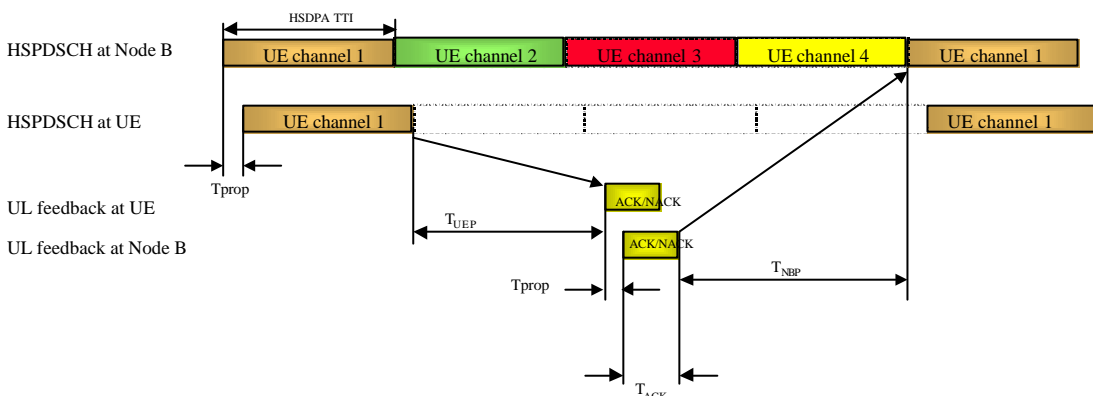 HSDPA TTI
HSPDSCH at Node B
UE channel 1
UE channel 2
UE channel 3
UE channel 4
UE channel 1
HSPDSCH at UE
UE channel 1
UE channel 1
Tprop
UL feedback at UE
ACK/NACK
TUEP
UL feedback at Node B
ACK/NACK
Tprop
TNBP
TACK